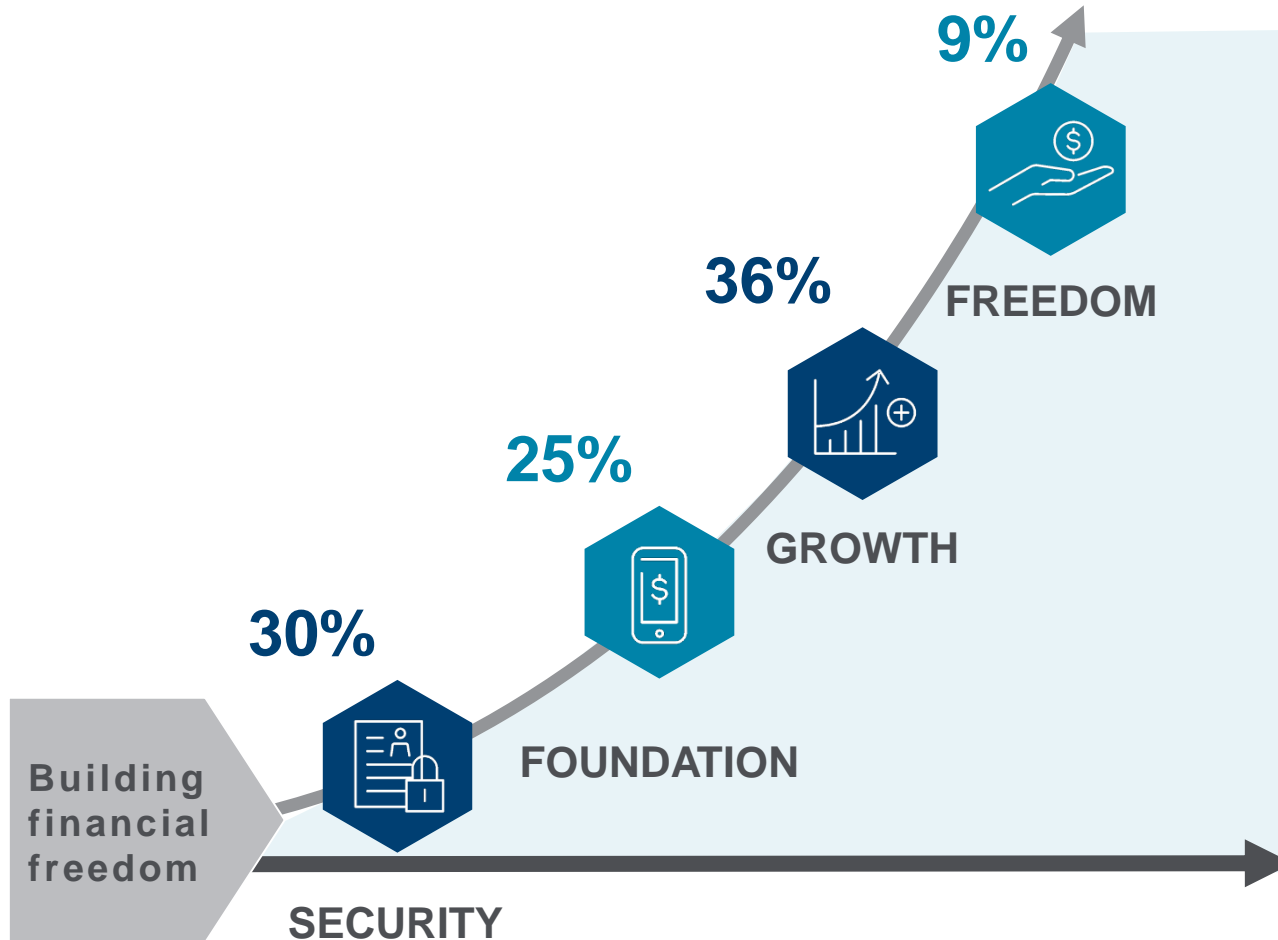 9%
FREEDOM
36%
GROWTH
25%
$
FOUNDATION
30%
$
SECURITY
Building
financial
freedom